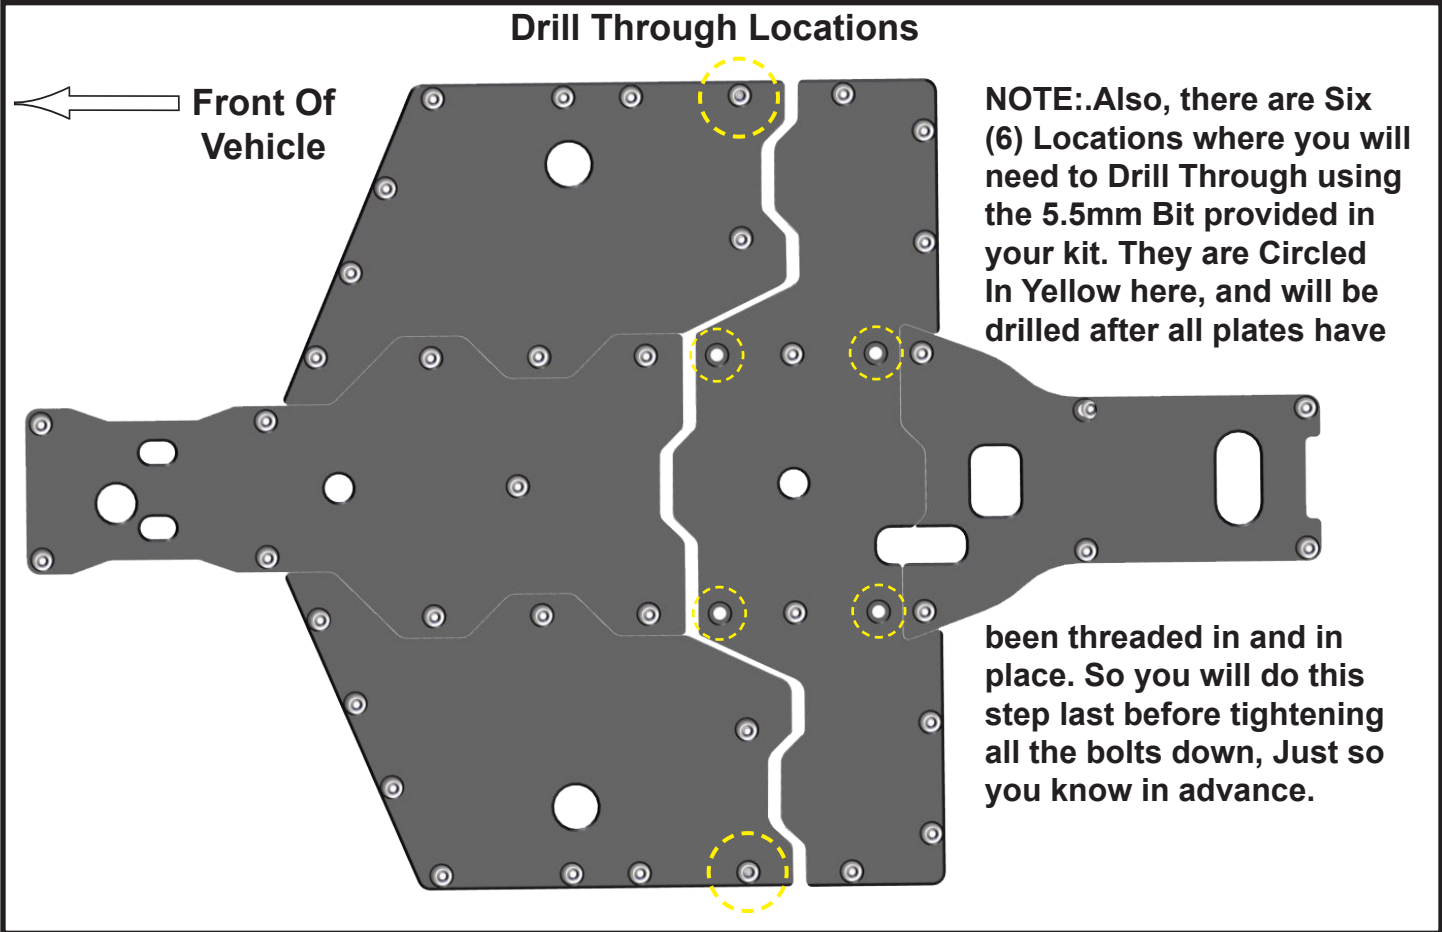 Drill Through Locations
Front Of
Vehicle
NOTE:.Also, there are Six
(6) Locations where you will
need to Drill Through using
the 5.5mm Bit provided in
your kit. They are Circled
In Yellow here, and will be
drilled after all plates have
been threaded in and in
place. So you will do this
step last before tightening
all the bolts down, Just so
you know in advance.